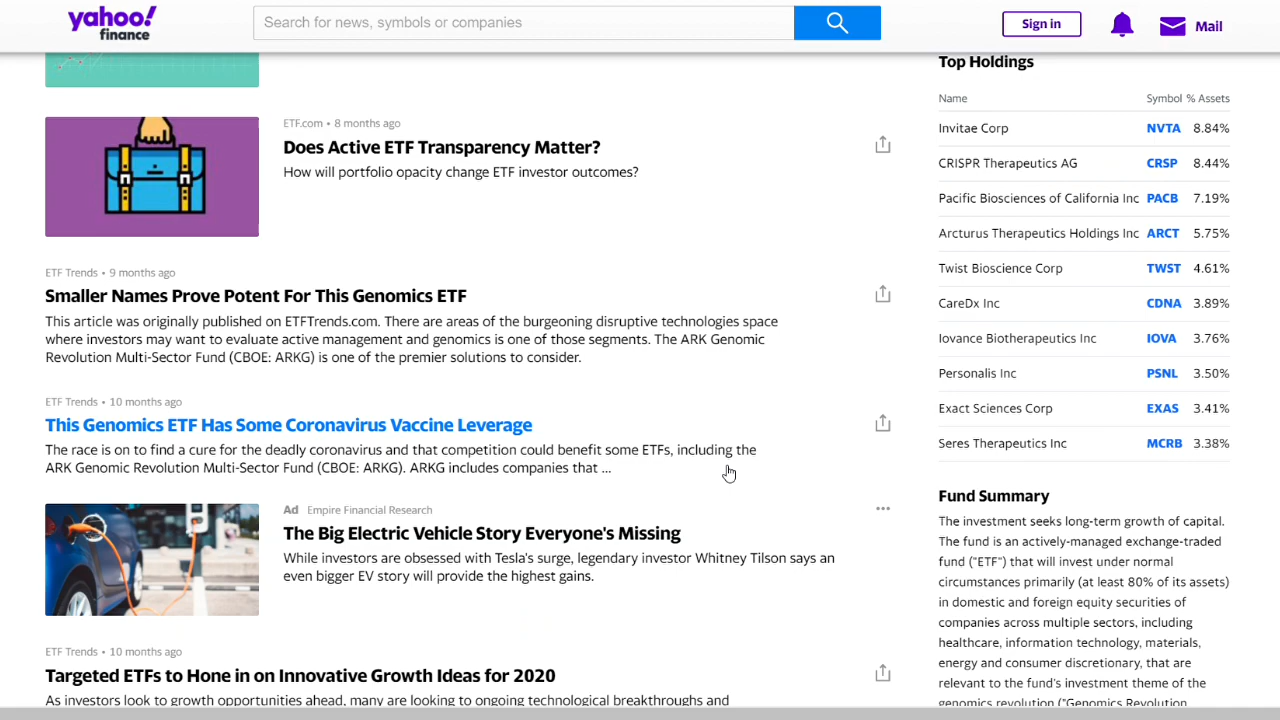 yahoo!
finance
Search for news, symbols or companies
Sign in
Mail
ETF.com • 8 months ago
Does Active ETF Transparency Matter?
How will portfolio opacity change ETF investor outcomes?
ETF Trends • 9 months ago
Smaller Names Prove Potent For This Genomics ETF
This article was originally published on ETFTrends.com. There are areas of the burgeoning disruptive technologies space
where investors may want to evaluate active management and genomics is one of those segments. The ARK Genomic
Revolution Multi-Sector Fund (CBOE: ARKG) is one of the premier solutions to consider.
ETF Trends • 10 months ago
This Genomics ETF Has Some Coronavirus Vaccine Leverage
The race is on to find a cure for the deadly coronavirus and that competition could benefit some ETFs, including the
ARK Genomic Revolution Multi-Sector Fund (CBOE: ARKG). ARKG includes companies that ...
Ad Empire Financial Research
The Big Electric Vehicle Story Everyone's Missing
While investors are obsessed with Tesla's surge, legendary investor Whitney Tilson says an
even bigger EV story will provide the highest gains.
ETF Trends • 10 months ago
Targeted ETFs to Hone in on Innovative Growth Ideas for 2020
As investors look to growth opportunities ahead, many are looking to ongoing technological breakthroughs and
Top Holdings
Name Symbol % Assets
Invitae Corp NVTA 8.84%
CRISPR Therapeutics AG CRSP 8.44%
Pacific Biosciences of California Inc PACB 7.19%
Arcturus Therapeutics Holdings Inc ARCT 5.75%
Twist Bioscience Corp TWST 4.61%
CareDx Inc CDNA 3.89%
Iovance Biotherapeutics Inc IOVA 3.76%
Personalis Inc PSNL 3.50%
Exact Sciences Corp EXAS 3.41%
Seres Therapeutics Inc MCRB 3.38%
Fund Summary
The investment seeks long-term growth of capital.
The fund is an actively-managed exchange-traded
fund ("ETF") that will invest under normal
circumstances primarily (at least 80% of its assets)
in domestic and foreign equity securities of
companies across multiple sectors, including
healthcare, information technology, materials,
energy and consumer discretionary, that are
relevant to the fund's investment theme of the
genomics revolution ("Genomics Revolution